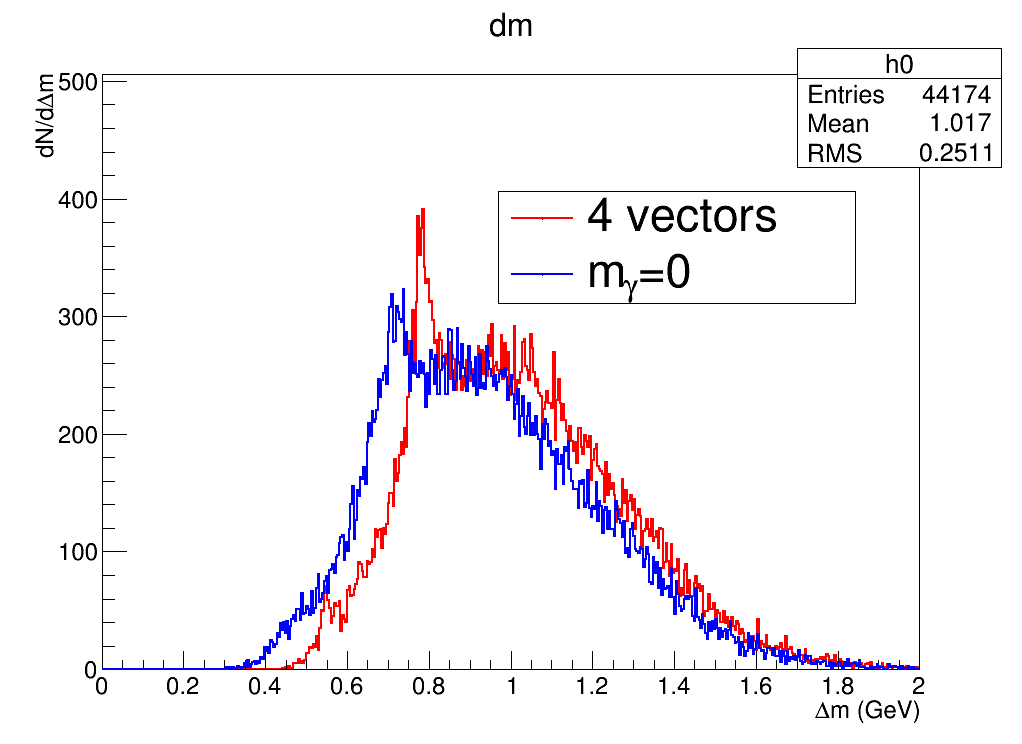 dm
h0
Entries 44174
Mean 1.017
RMS 0.2511
dN/dΔm
500
400
300
200
100
0
4 vectors
mγ=0
0 0.2 0.4 0.6 0.8 1 1.2 1.4 1.6 1.8 2
Δm (GeV)